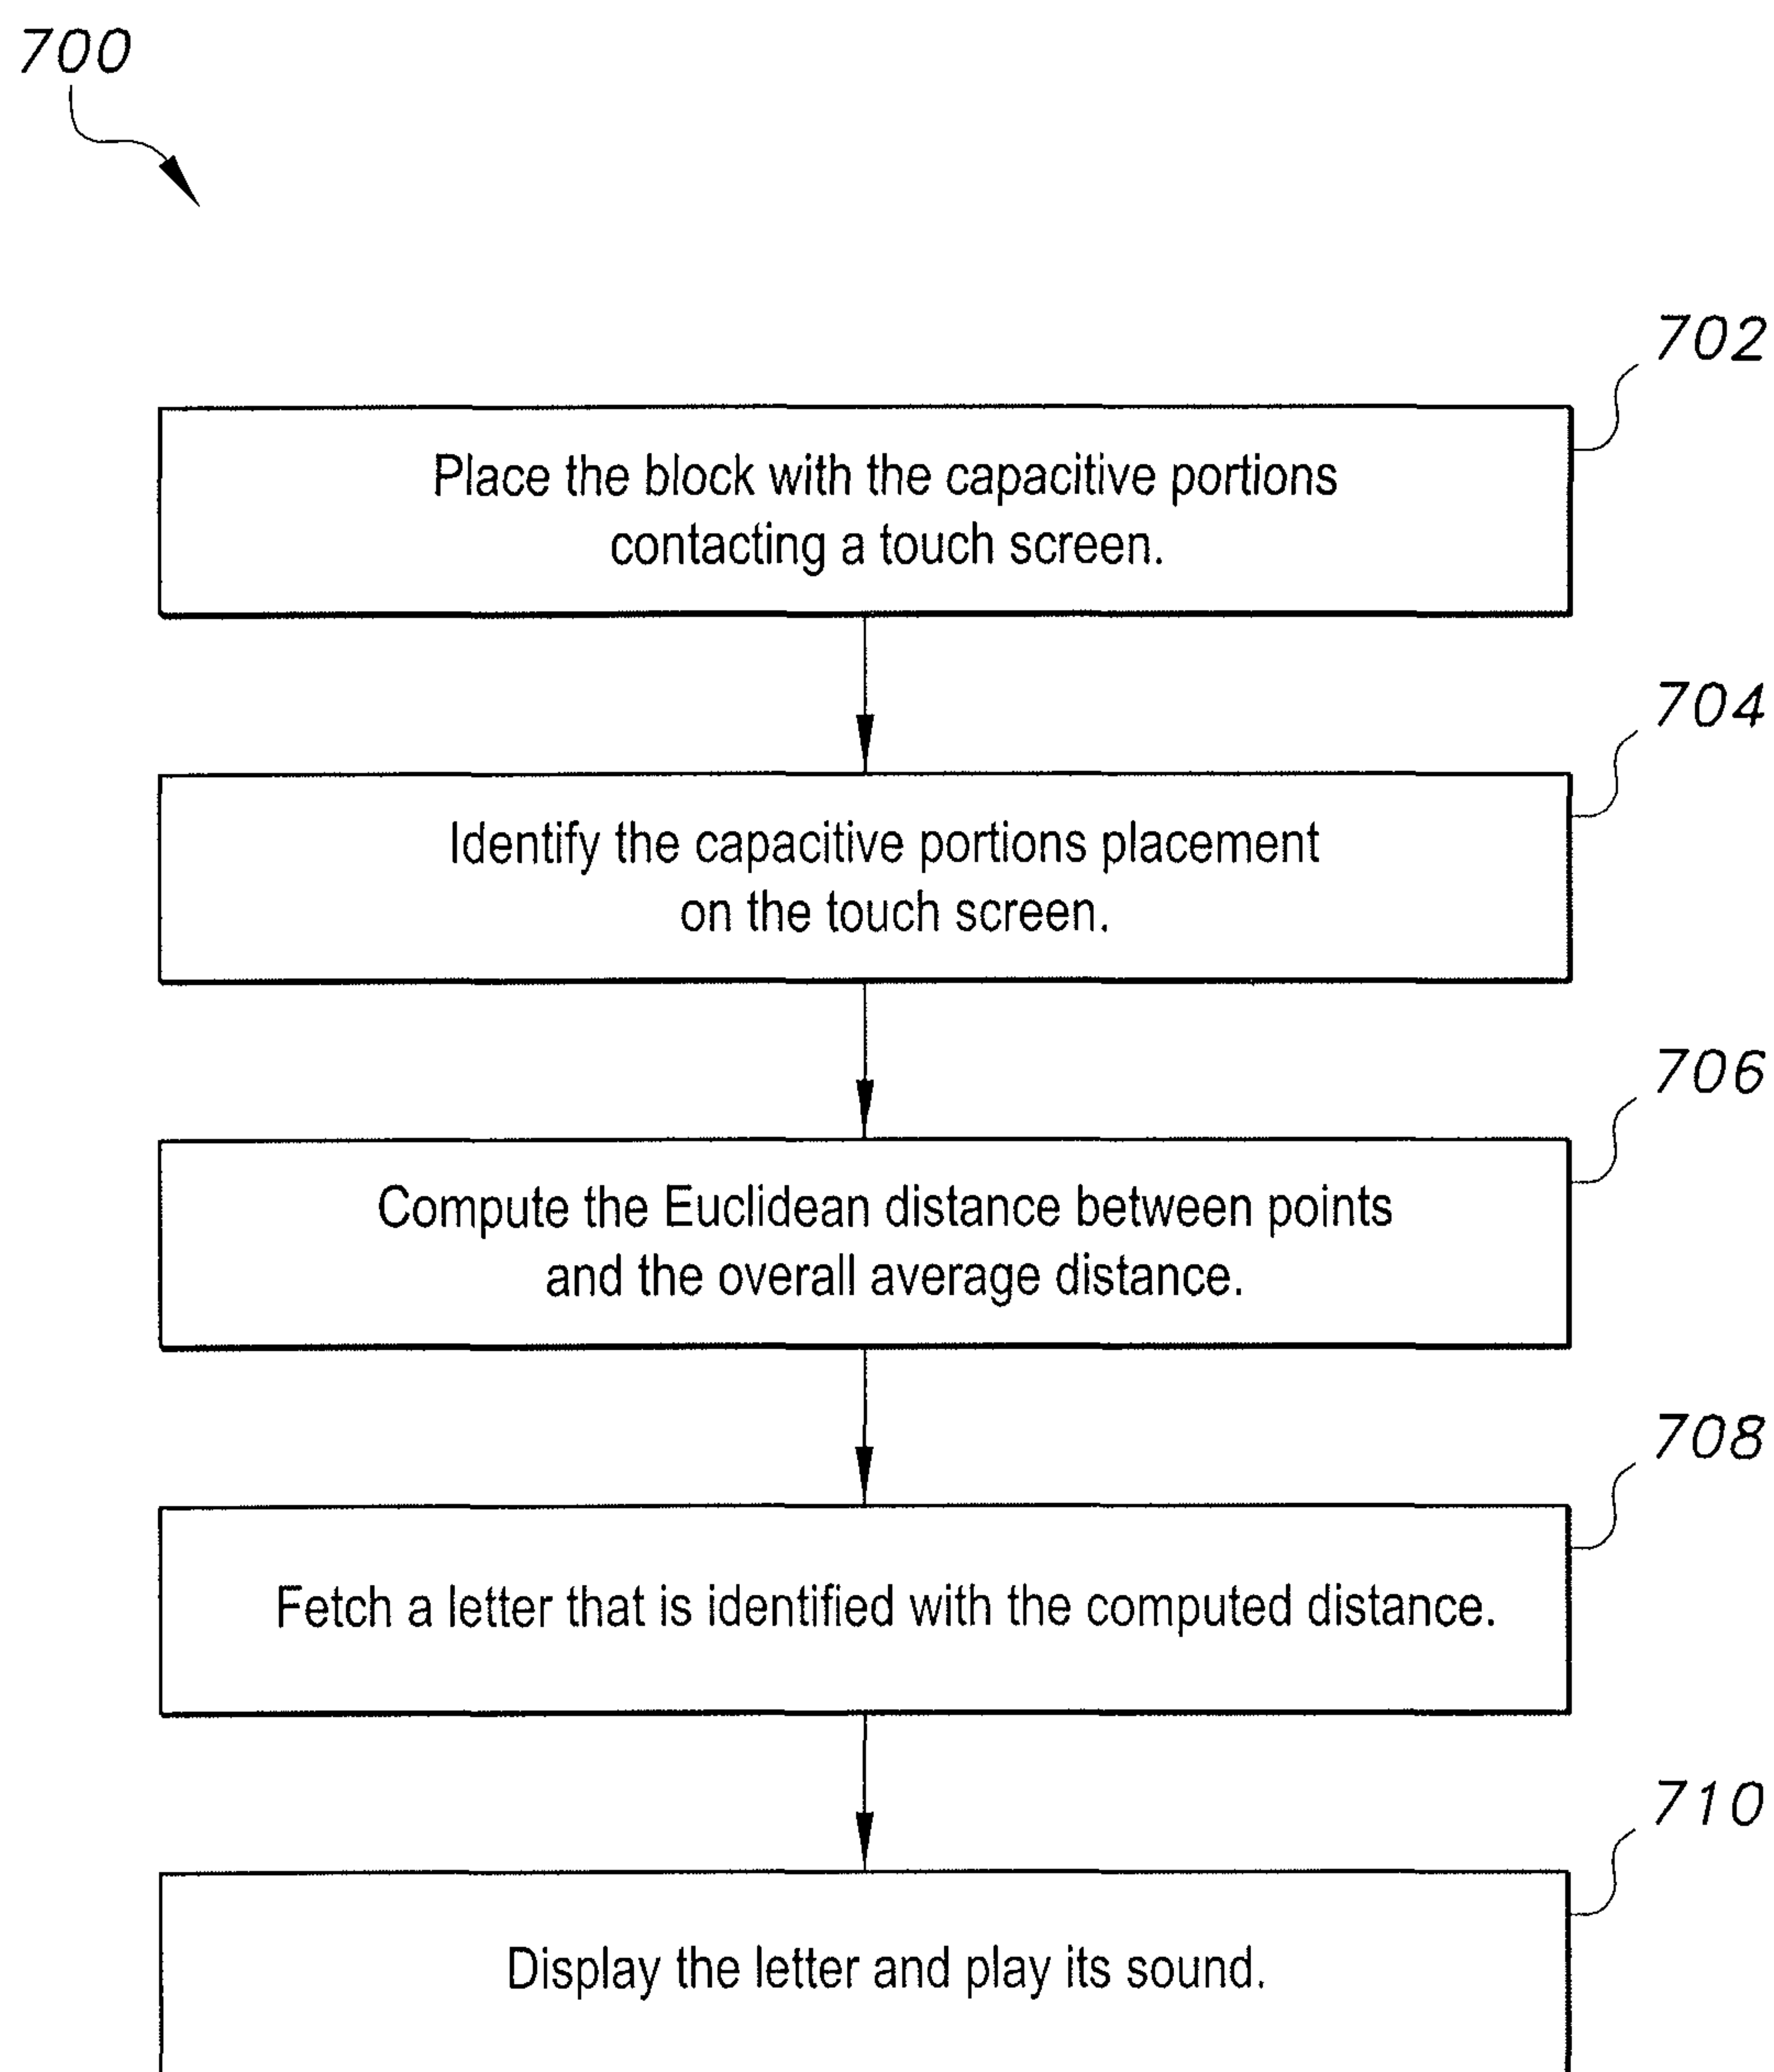 700
702
Place the block with the capacitive portions
contacting a touch screen.
704
Identify the capacitive portions placement
on the touch screen.
706
Compute the Euclidean distance between points
and the overall average distance.
708
Fetch a letter that is identified with the computed distance.
710
Display the letter and play its sound.